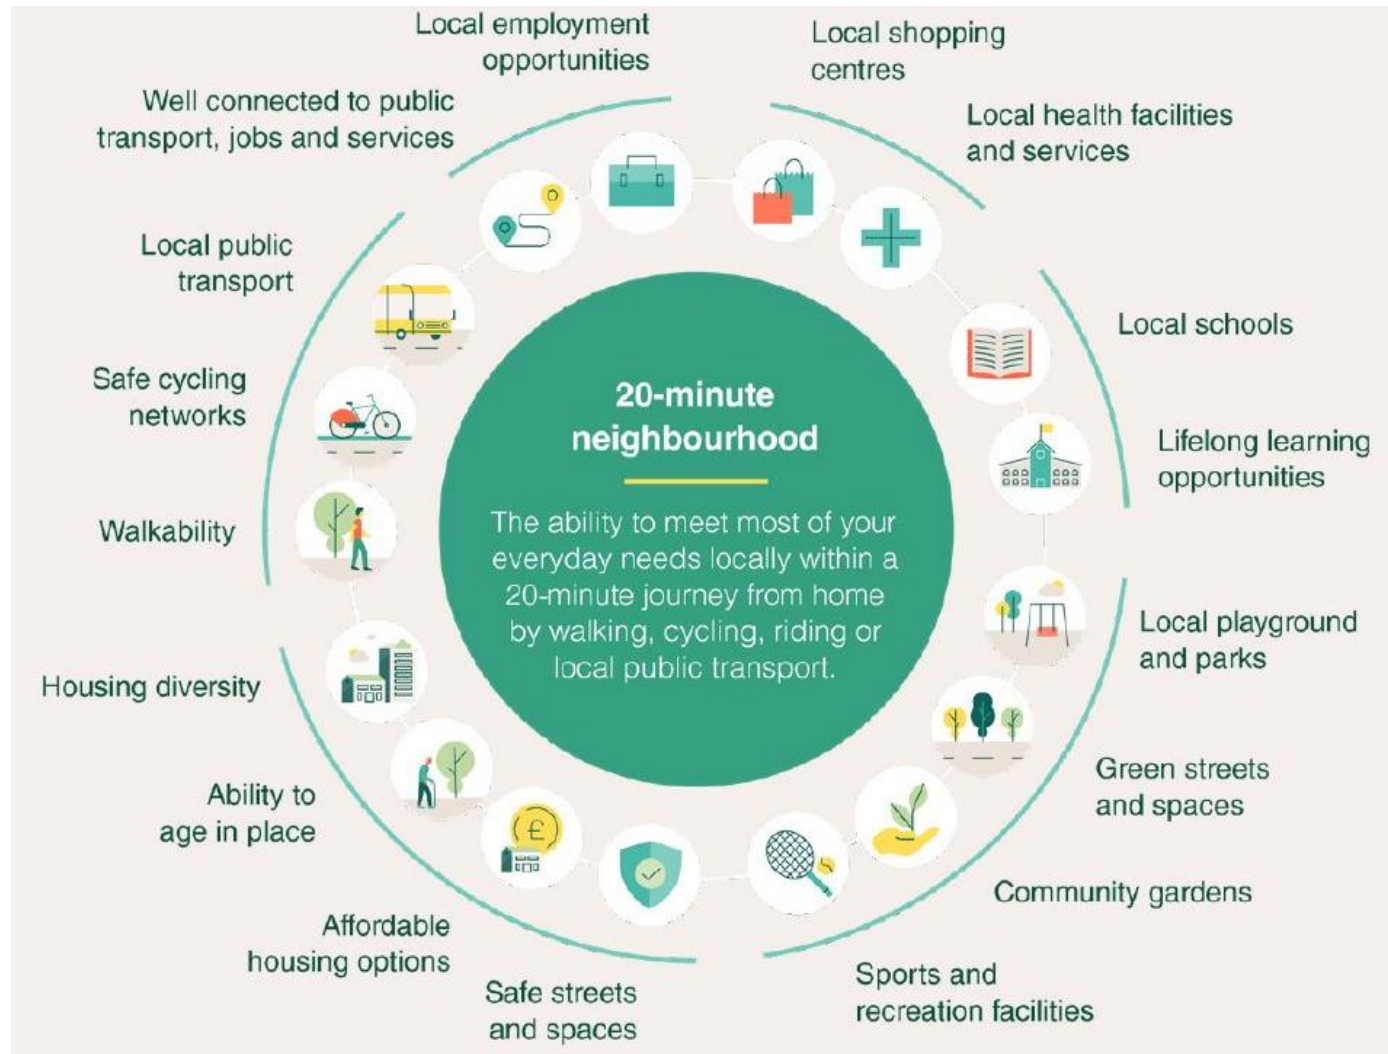 Local employment
opportunities
Local shopping
centres
Local health facilities
and services
Local schools
Lifelong learning
opportunities
Local playground
and parks
Green streets
and spaces
Community gardens
Sports and
recreation facilities
Safe streets
and spaces
Affordable
housing options
Ability to
age in place
Housing diversity
Walkability
Safe cycling
networks
Local public
transport
Well connected to public
transport, jobs and services
20-minute
neighbourhood
The ability to meet most of your
everyday needs locally within a
20-minute journey from home
by walking, cycling, riding or
local public transport.
£